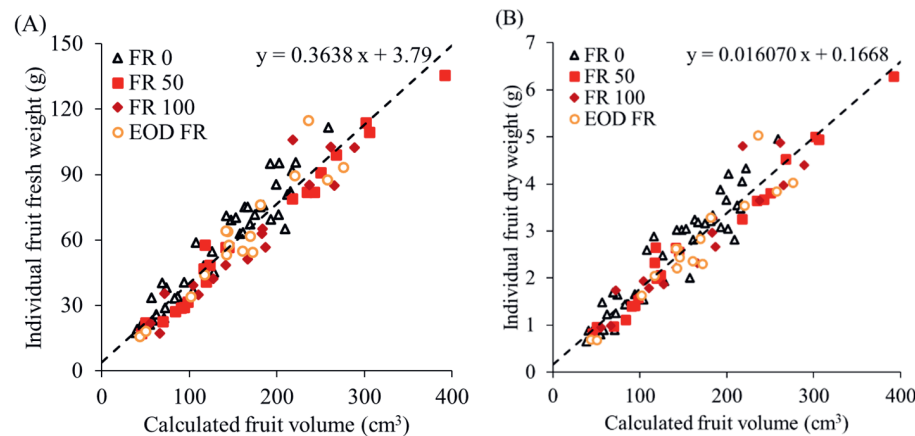 (A)
Individual fruit fresh weight (g)
150
120
90
60
30
0
FR 0
FR 50
FR 100
EOD FR
y = 0.3638 x + 3.79
0
100
200
300
400
Calculated fruit volume (cm³)
(B)
Individual fruit dry weight (g)
7
6
5
4
3
2
1
0
FR 0
FR 50
FR 100
EOD FR
y = 0.016070 x + 0.1668
0
100
200
300
400
Calculated fruit volume (cm³)